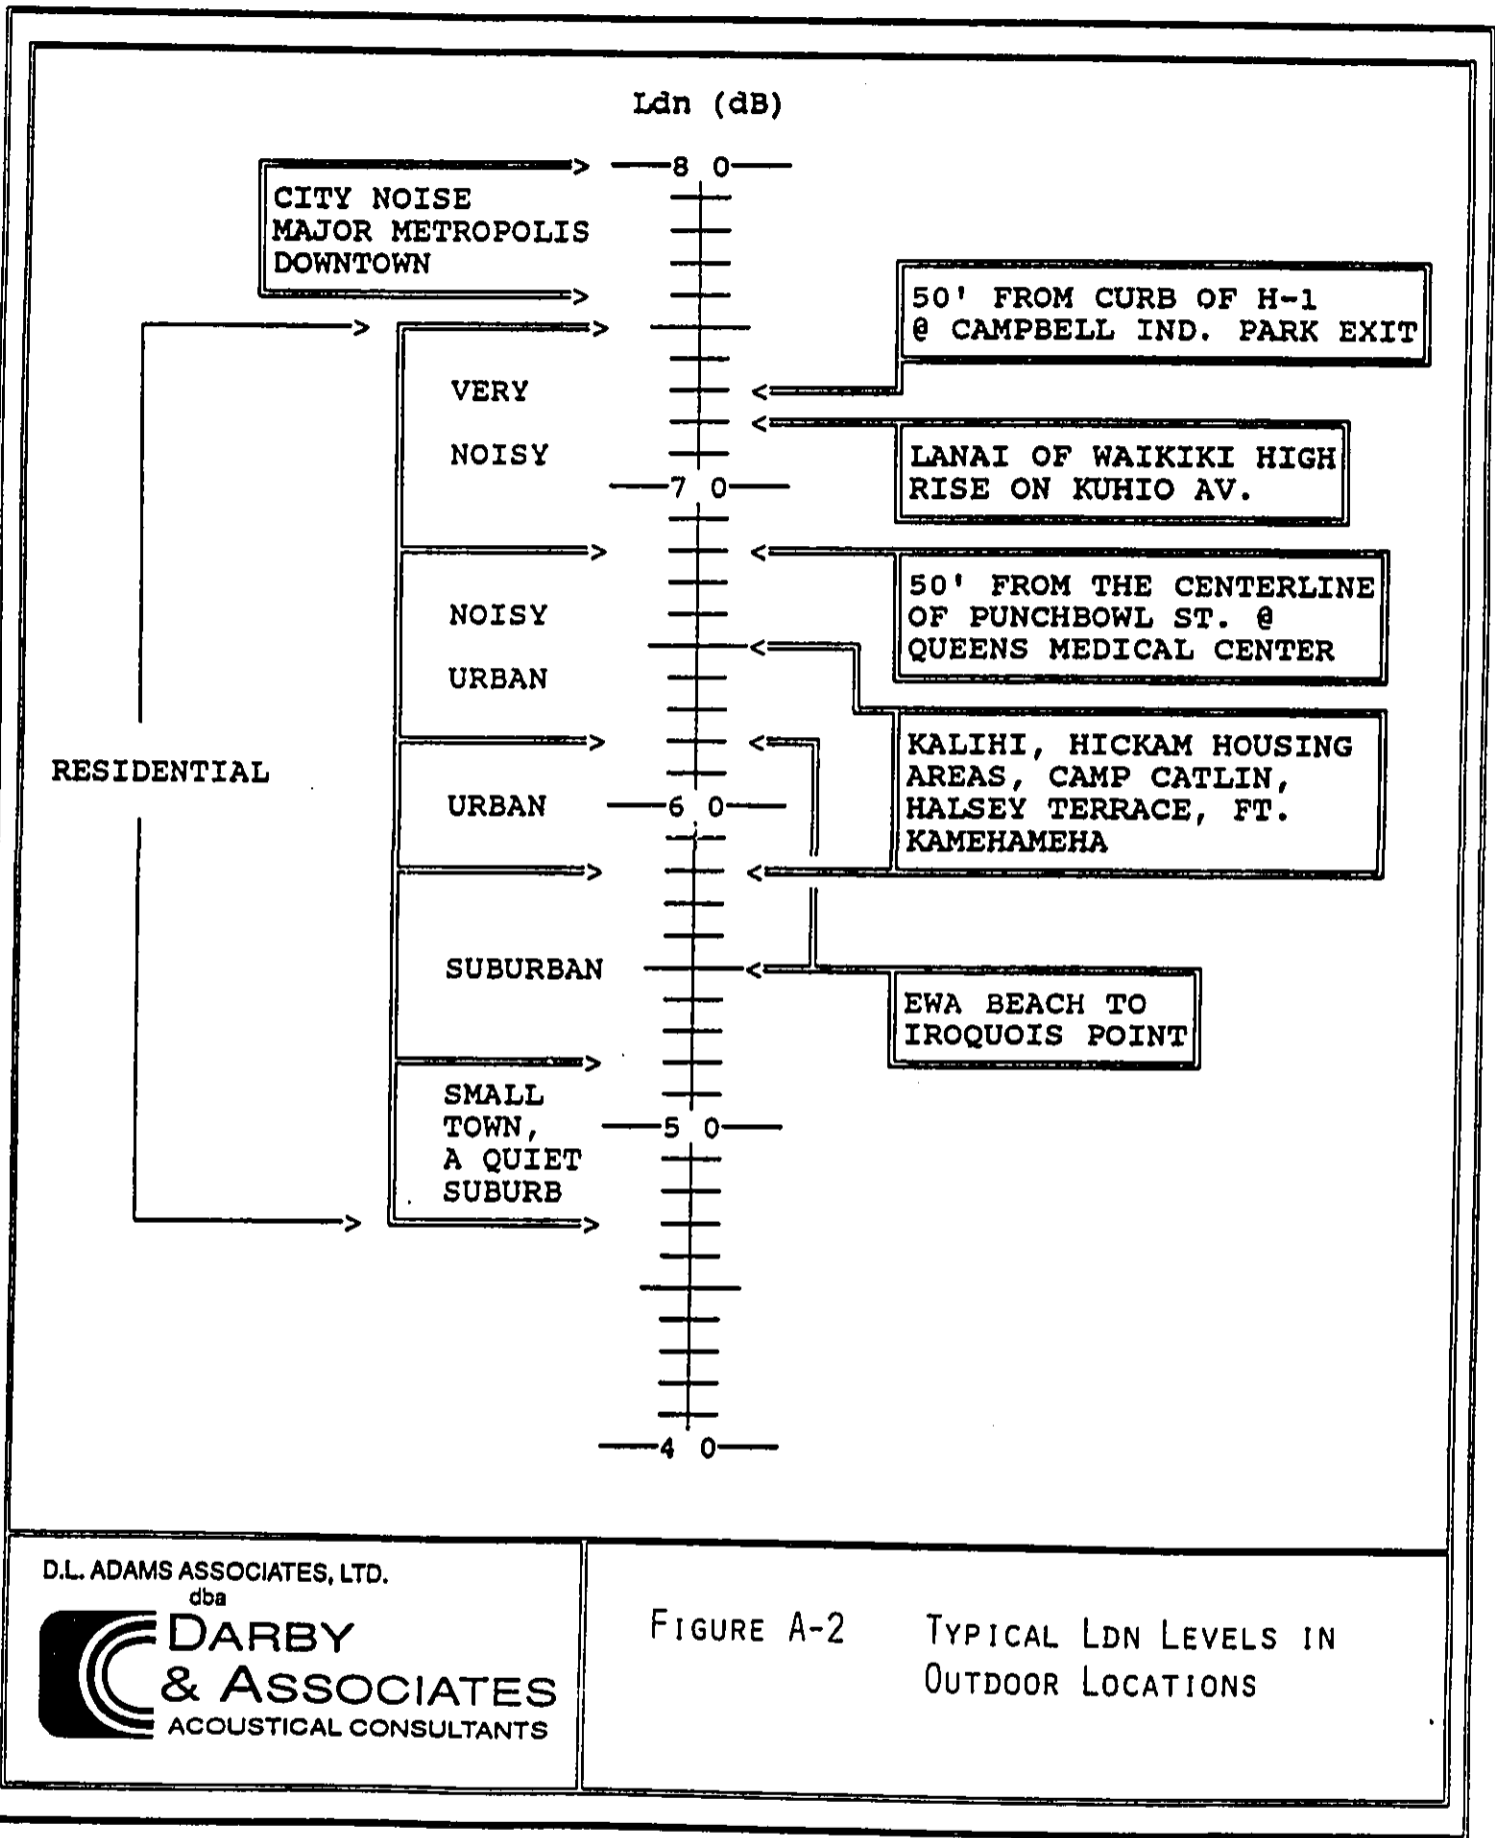 Ldn (dB)
8 0
CITY NOISE
MAJOR METROPOLIS
DOWNTOWN
50' FROM CURB OF H-1
@ CAMPBELL IND. PARK EXIT
VERY
NOISY
LANAI OF WAIKIKI HIGH
RISE ON KUHIO AV.
7 0
50' FROM THE CENTERLINE
OF PUNCHBOWL ST. @
QUEENS MEDICAL CENTER
NOISY
URBAN
KALIHI, HICKAM HOUSING
AREAS, CAMP CATLIN,
HALSEY TERRACE, FT.
KAMEHAMEHA
RESIDENTIAL
URBAN
6 0
SUBURBAN
EWA BEACH TO
IROQUOIS POINT
SMALL
TOWN,
A QUIET
SUBURB
5 0
4 0
D.L. ADAMS ASSOCIATES, LTD.
dba
DARBY
& ASSOCIATES
ACOUSTICAL CONSULTANTS
FIGURE A-2 TYPICAL LDN LEVELS IN
OUTDOOR LOCATIONS